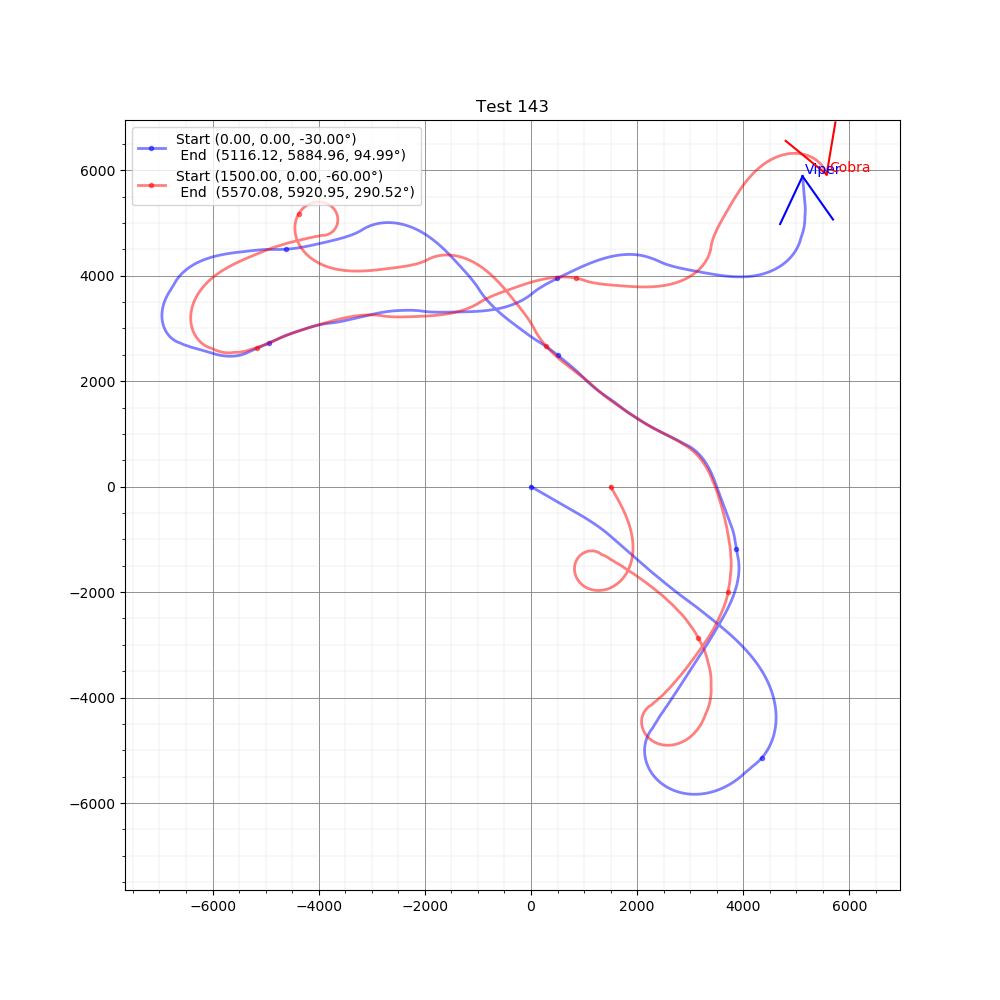 Test 143
Start (0.00, 0.00, -30.00°)
End (5116.12, 5884.96, 94.99°)
Start (1500.00, 0.00, -60.00°)
End (5570.08, 5920.95, 290.52°)
Viper
Cobra
6000
4000
2000
0
−2000
−4000
−6000
−6000 −4000 −2000 0 2000 4000 6000